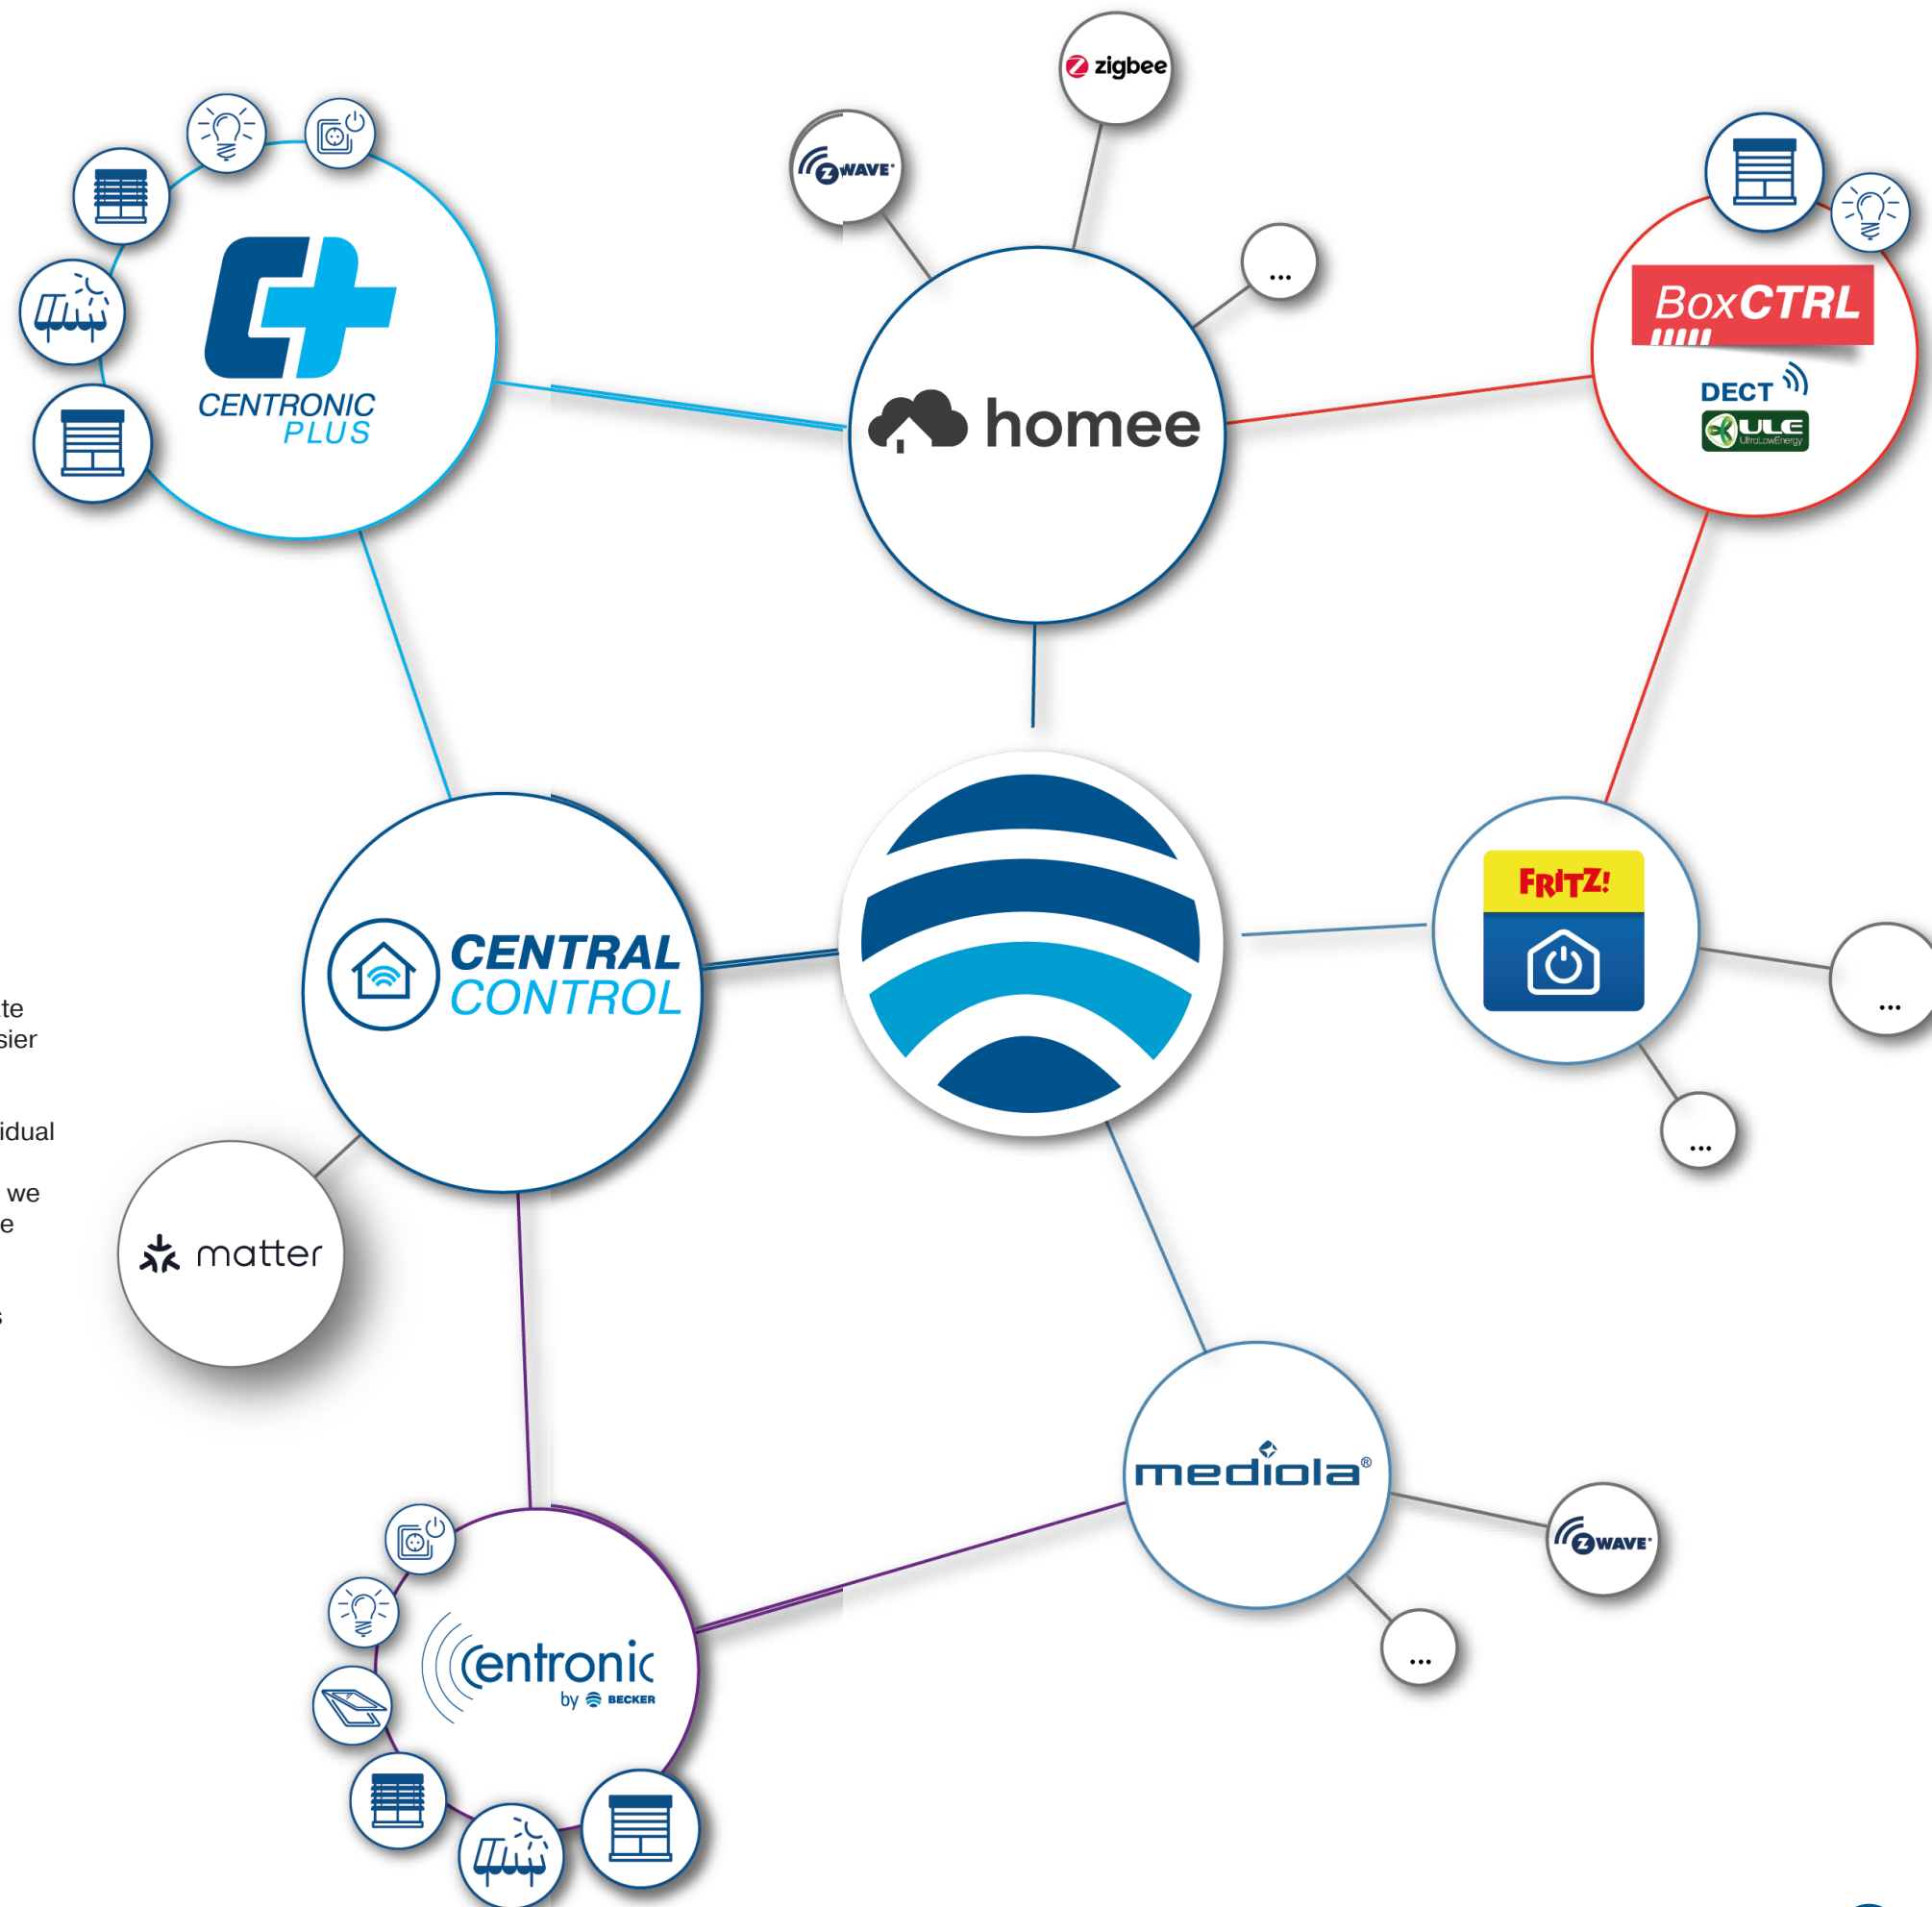 zigbee
Z WAVE
...
CENTRONIC
PLUS
homee
BoxCTRL
DECT
ULE
UltraLowEnergy
CENTRAL
CONTROL
FRITZ!
...
...
te
sier
idual
we
e
s
matter
mediola®
Z WAVE
...
Centronic
by BECKER